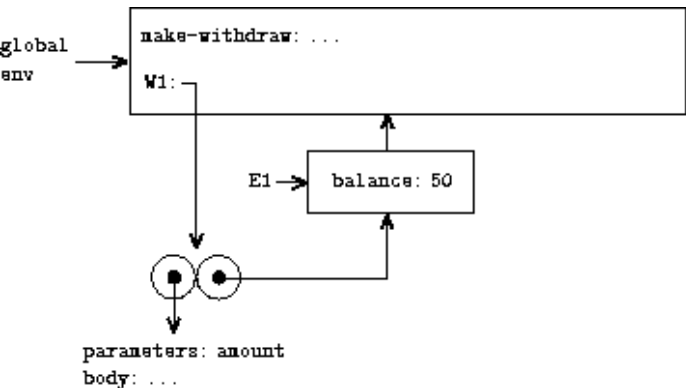 make-withdraw: ...
global
env
W1:
E1
balance: 50
parameters: amount
body: ...